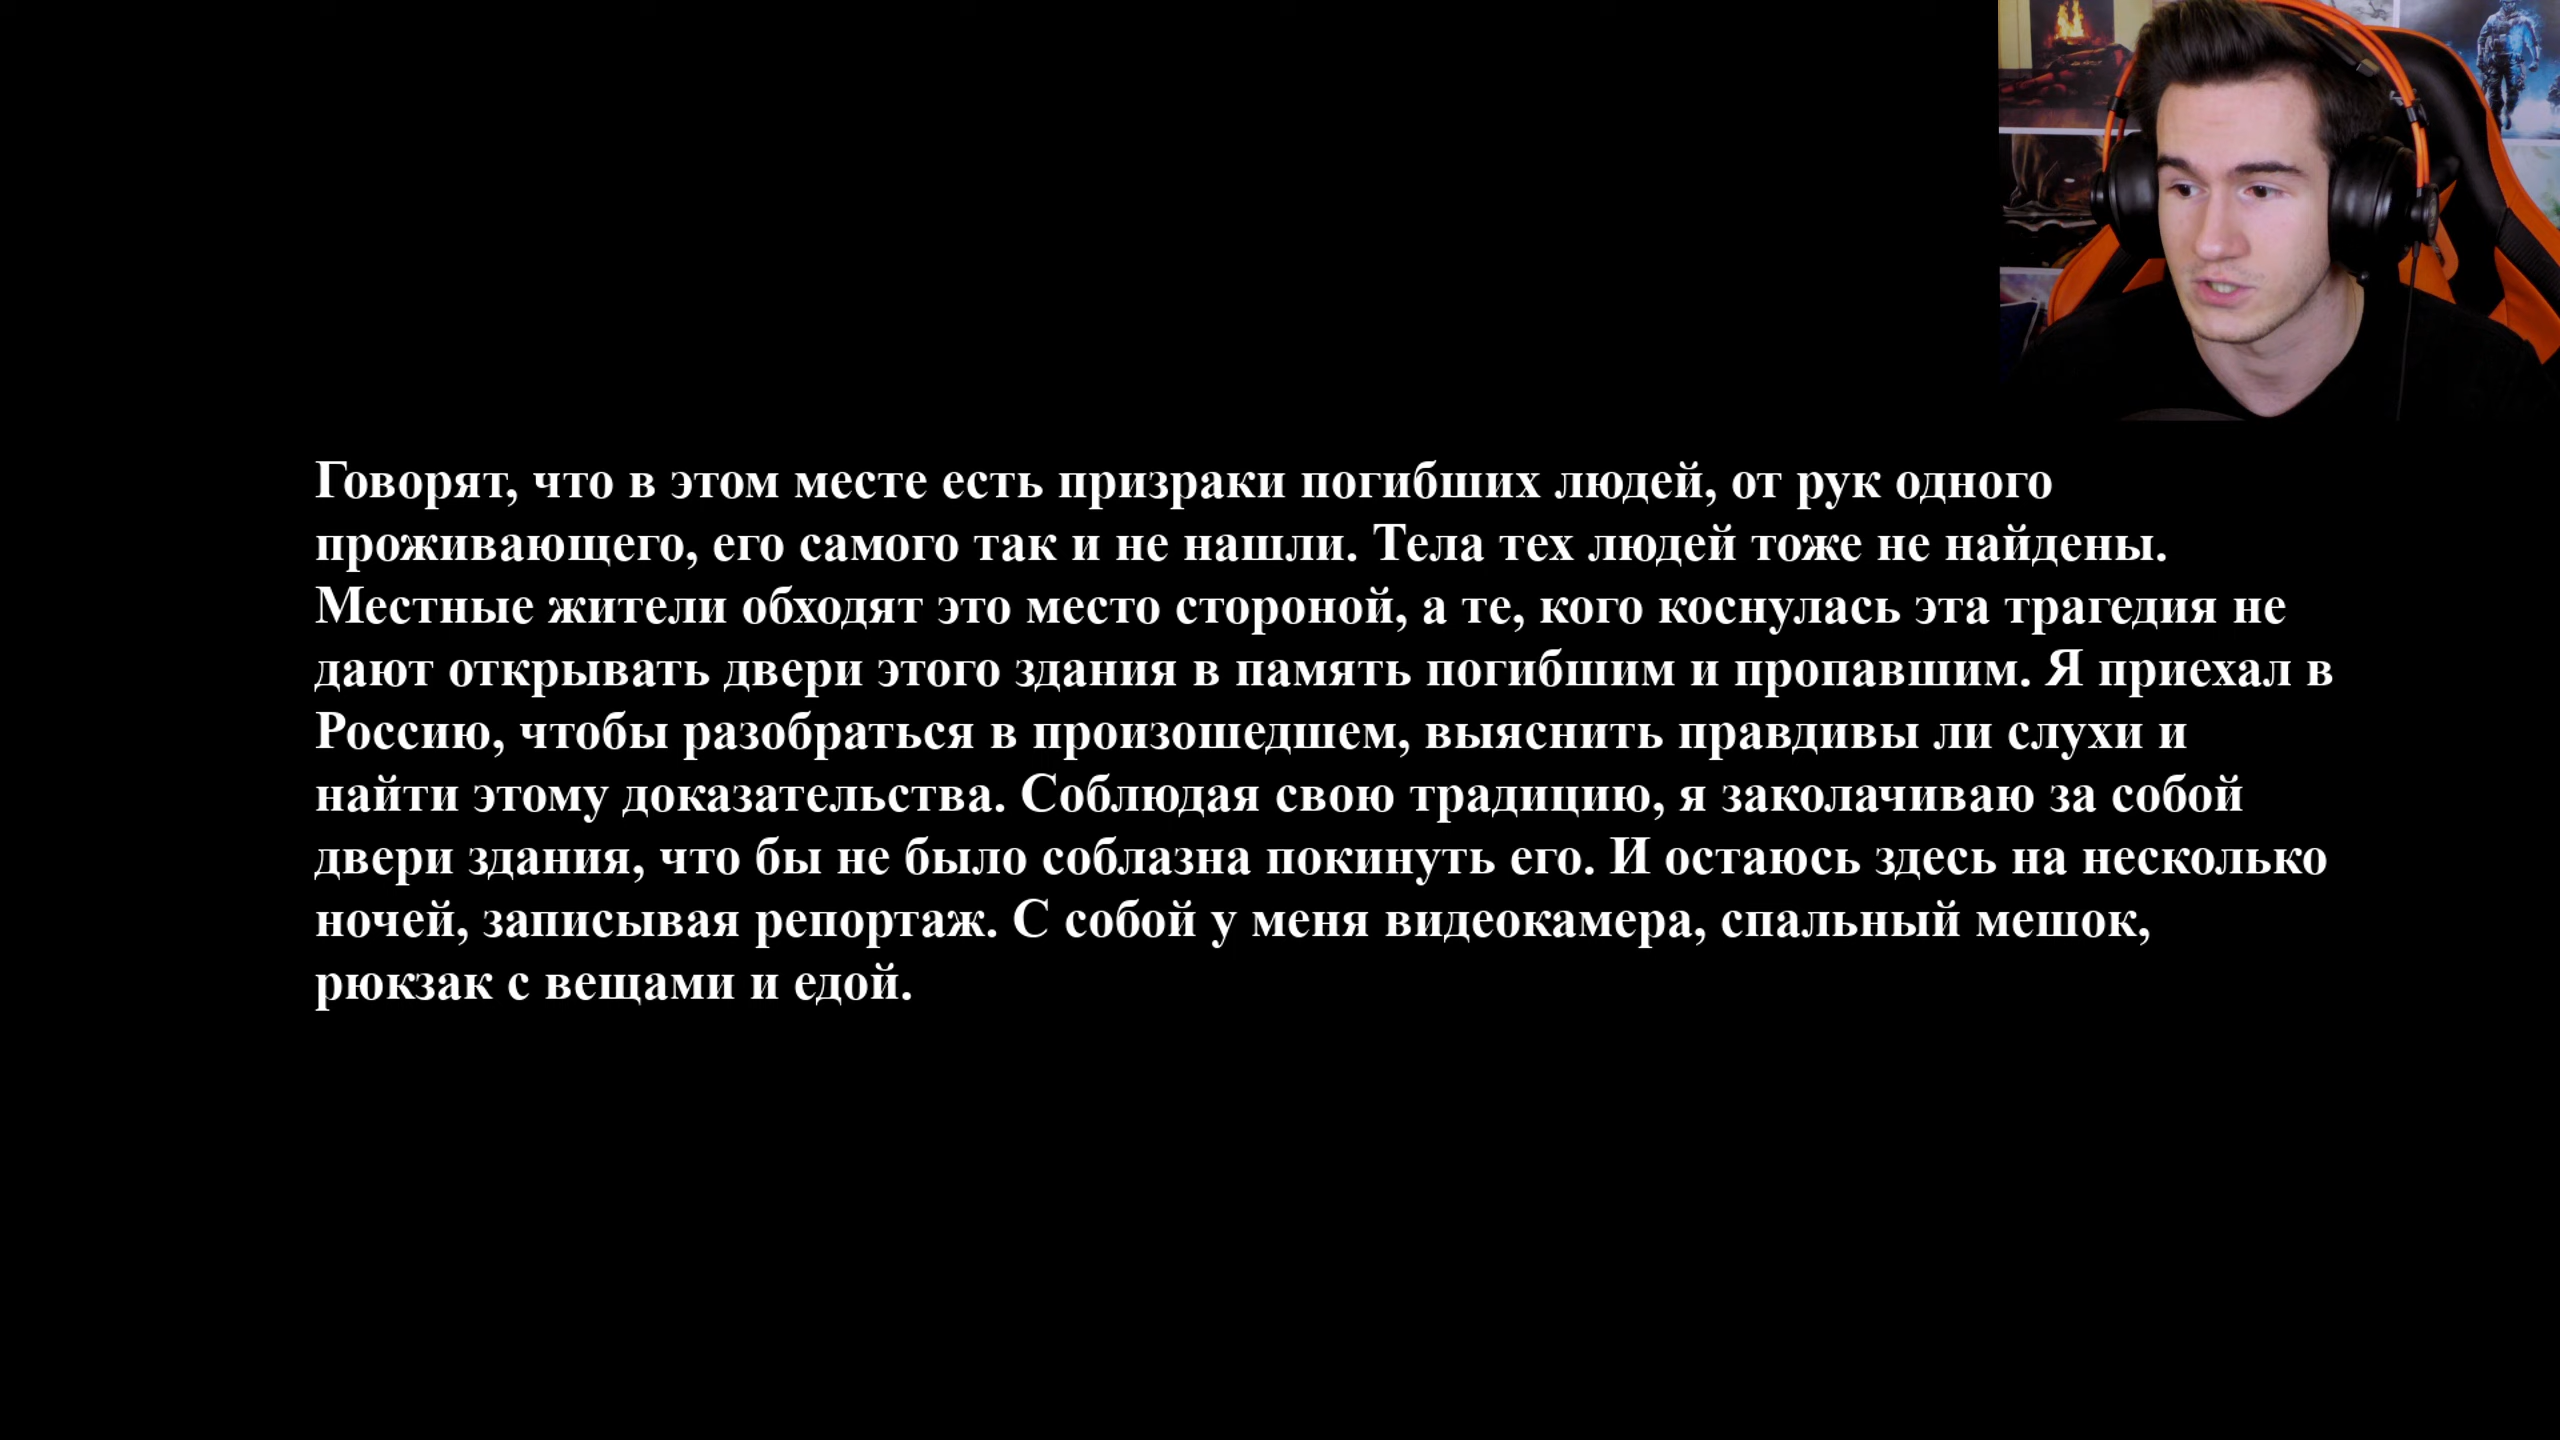 Говорят, что в этом месте есть призраки погибших людей, от рук одного
проживающего, его самого так и не нашли. Тела тех людей тоже не найдены.
Местные жители обходят это место стороной, а те, кого коснулась эта трагедия не
дают открывать двери этого здания в память погибшим и пропавшим. Я приехал в
Россию, чтобы разобраться в произошедшем, выяснить правдивы ли слухи и
найти этому доказательства. Соблюдая свою традицию, я заколачиваю за собой
двери здания, что бы не было соблазна покинуть его. И остаюсь здесь на несколько
ночей, записывая репортаж. С собой у меня видеокамера, спальный мешок,
рюкзак с вещами и едой.